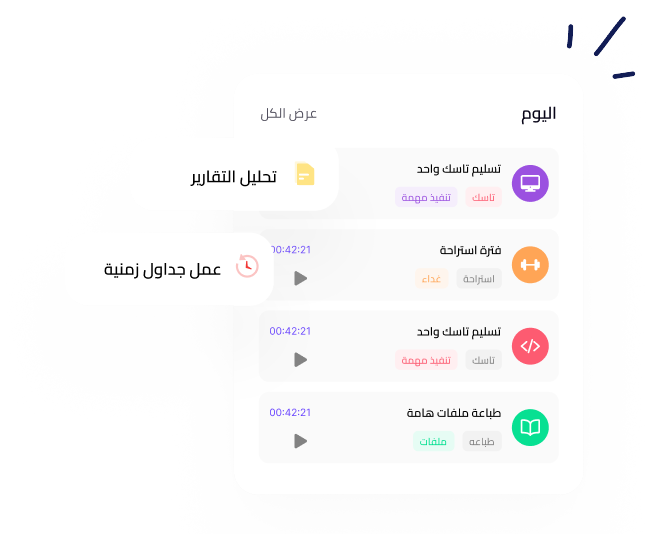 اليوم
عرض الكل
تسليم تاسك واحد
تاسك
تنفيذ مهمة
تحليل التقارير
فترة استراحة
00:42:21
استراحة
غداء
عمل جداول زمنية
تسليم تاسك واحد
00:42:21
تاسك
تنفيذ مهمة
طباعة ملفات هامة
00:42:21
طباعه
ملفات